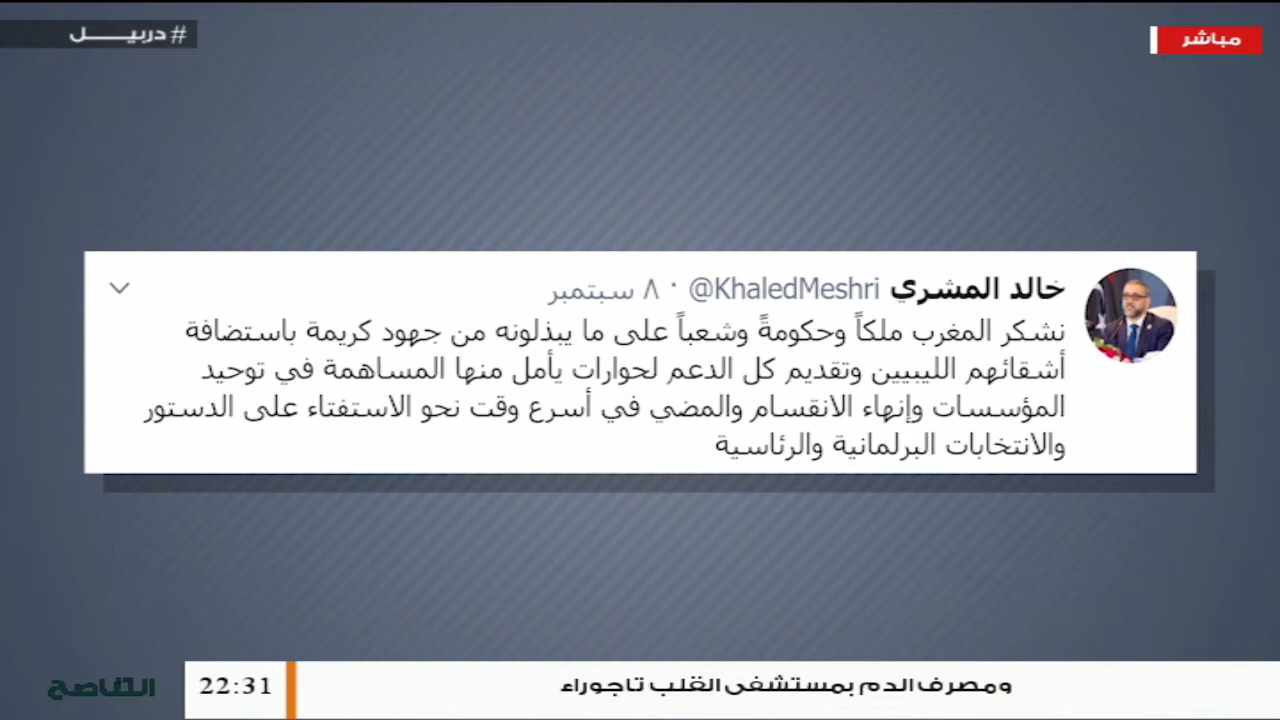 #دربيـــل
مباشر
خالد المشري @KhaledMeshri · ٨ سبتمبر
نشكر المغرب ملكاً وحكومةً وشعباً على ما يبذلونه من جهود كريمة باستضافة
أشقائهم الليبيين وتقديم كل الدعم لحوارات يأمل منها المساهمة في توحيد
المؤسسات وإنهاء الانقسام والمضي في أسرع وقت نحو الاستفتاء على الدستور
والانتخابات البرلمانية والرئاسية
ومصرف الدم بمستشفى القلب تاجوراء
22:31
التناصح